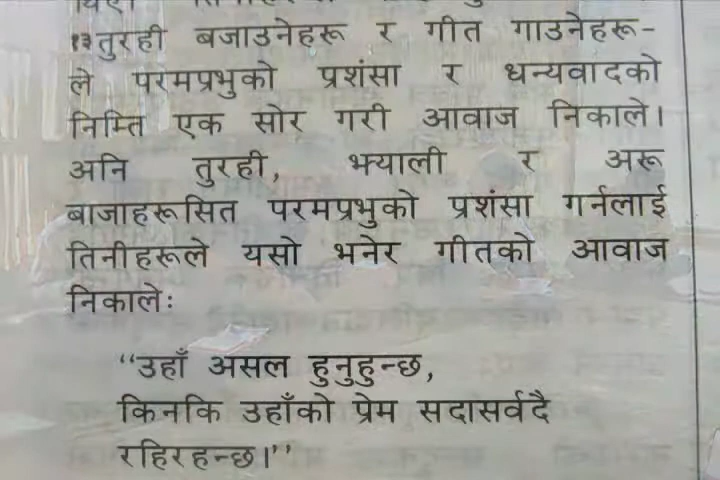 १३तुरही बजाउनेहरू र गीत गाउनेहरू-
ले परमप्रभुको प्रशंसा र धन्यवादको
निम्ति एक सोर गरी आवाज निकाले।
अनि तुरही, भ्याली र अरू
बाजाहरूसित परमप्रभुको प्रशंसा गर्नलाई
तिनीहरूले यसो भनेर गीतको आवाज
निकालेः
“उहाँ असल हुनुहुन्छ,
किनकि उहाँको प्रेम सदासर्वदै
रहिरहन्छ।”